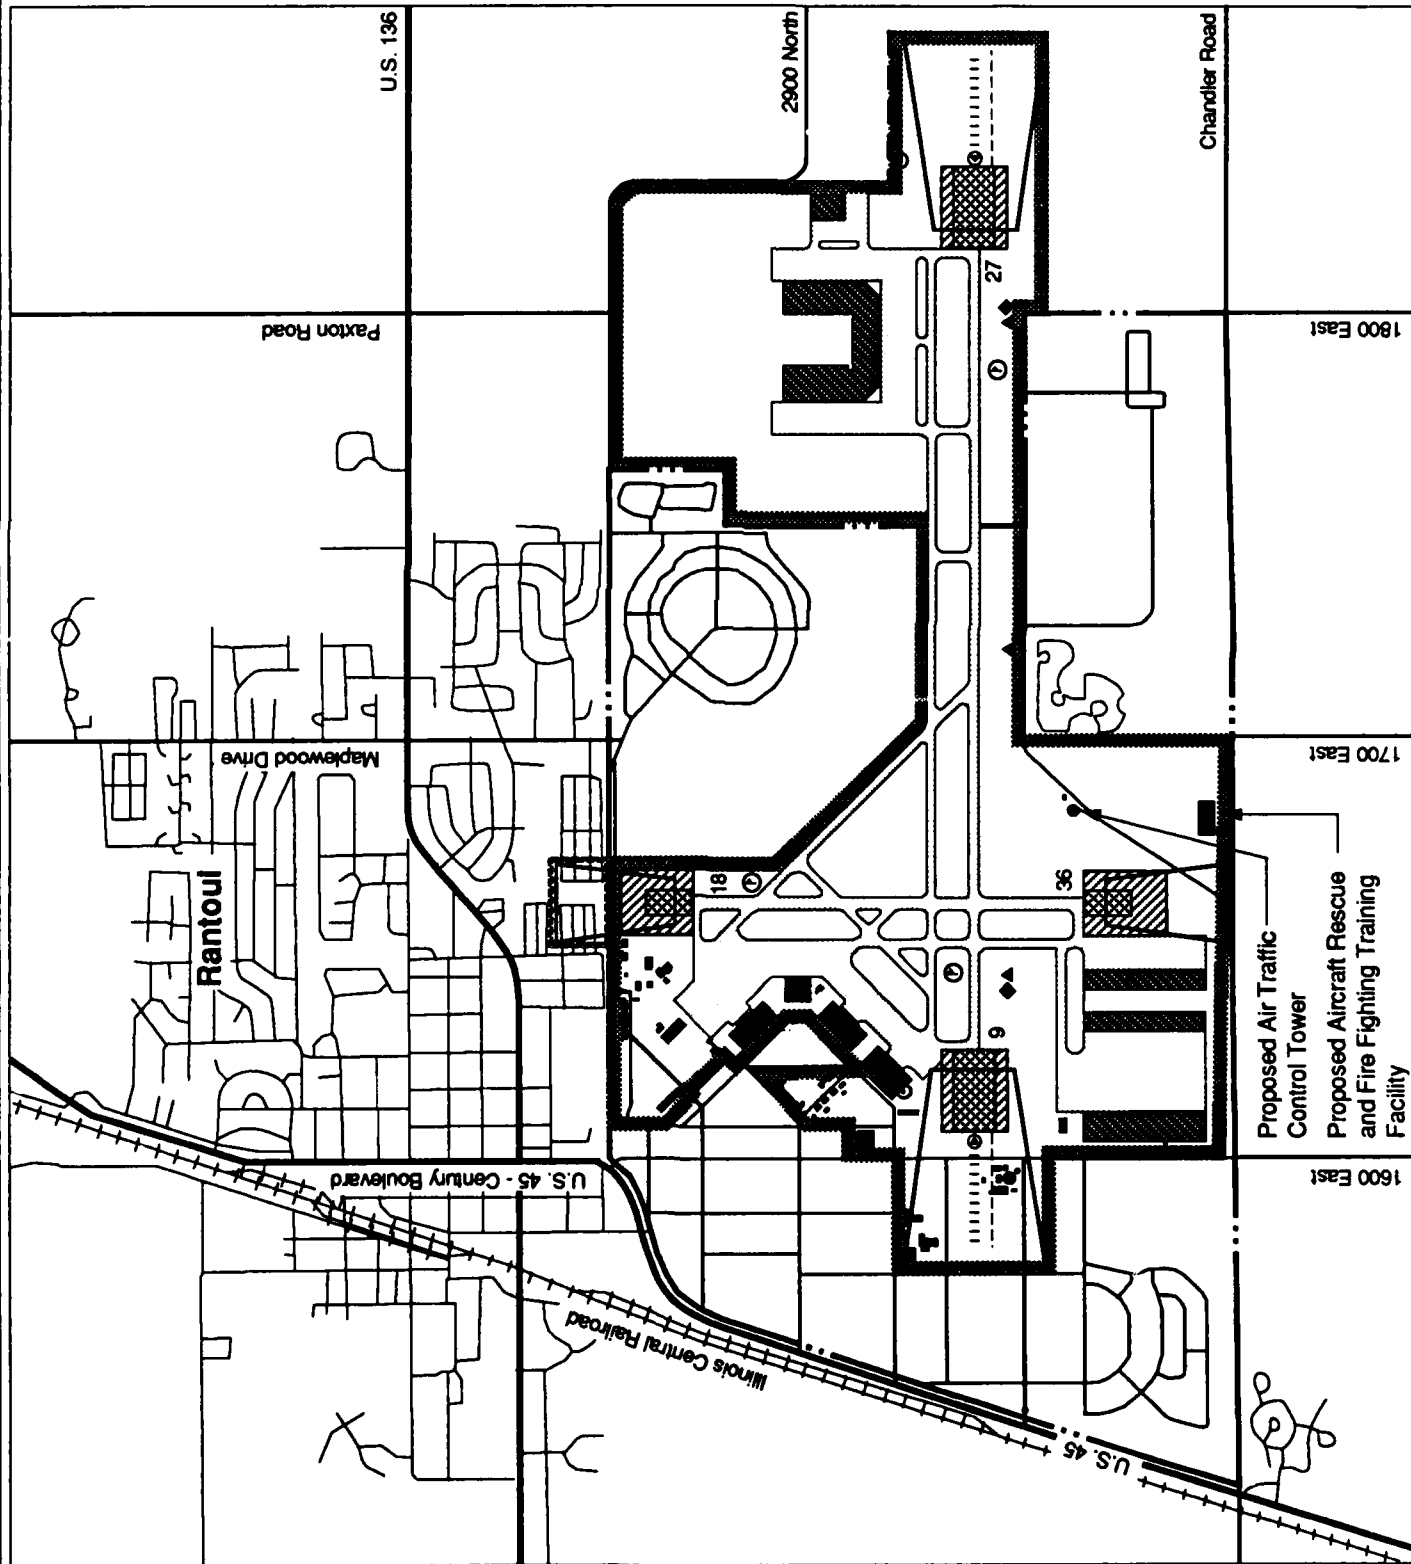 U.S. 136
2900 North
Chandler Road
Paxton Road
1800 East
27
Maplewood Drive
1700 East
Rantoul
18
36
9
Proposed Air Traffic
Control Tower
Proposed Aircraft Rescue
and Fire Fighting Training
Facility
U.S. 45 - Century Boulevard
1600 East
Illinois Central Railroad
U.S. 45